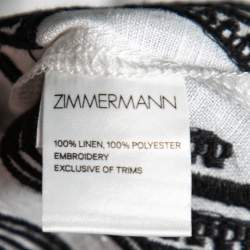 ZIMMERMANN
100% LINEN, 100% POLYESTER
EMBROIDERY
EXCLUSIVE OF TRIMS